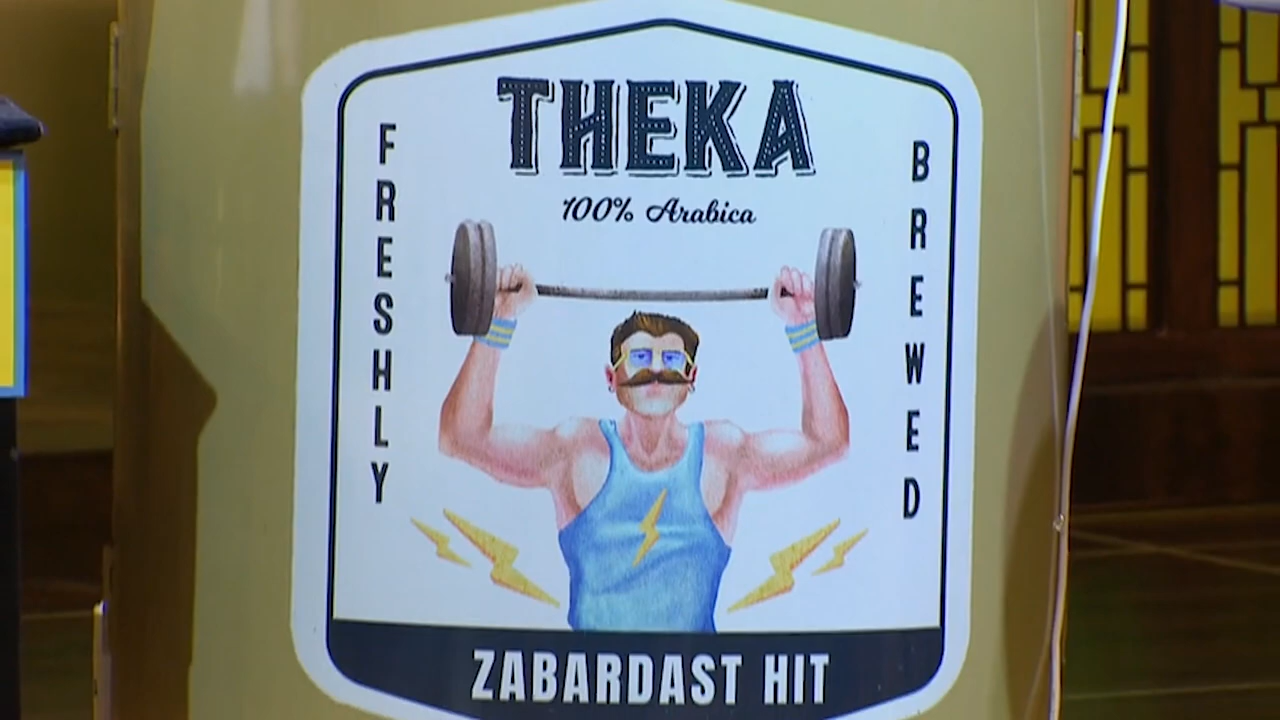 THEKA
100% Arabica
FRESHLY
BREWED
ZABARDAST HIT